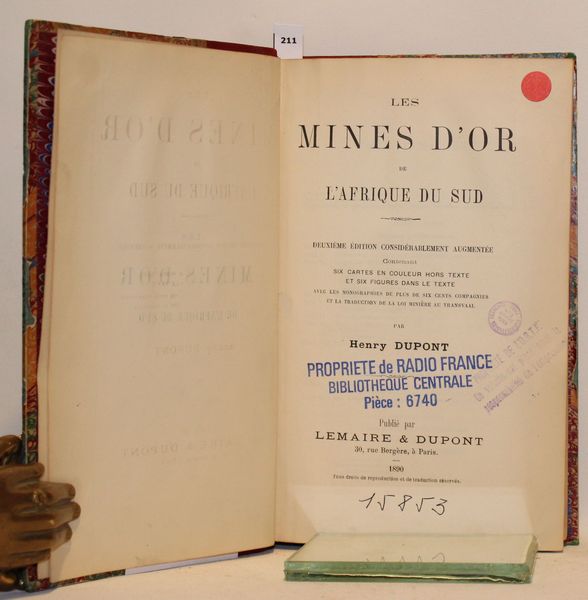 211
LES
MINES D'OR
DE
L'AFRIQUE DU SUD
DEUXIÈME ÉDITION CONSIDÉRABLEMENT AUGMENTÉE
Contenant
SIX CARTES EN COULEUR HORS TEXTE
ET SIX FIGURES DANS LE TEXTE
AVEC LES MONOGRAPHIES DE PLUS DE SIX CENTS COMPAGNIES
ET LA TRADUCTION DE LA LOI MINIÈRE AU TRANSVAAL
PAR
Henry DUPONT
PROPRIETE de RADIO FRANCE
BIBLIOTHEQUE CENTRALE
Pièce : 6740
Publié par
LEMAIRE & DUPONT
30, rue Bergère, à Paris.
1890
Tous droits de reproduction et de traduction réservés.
15853